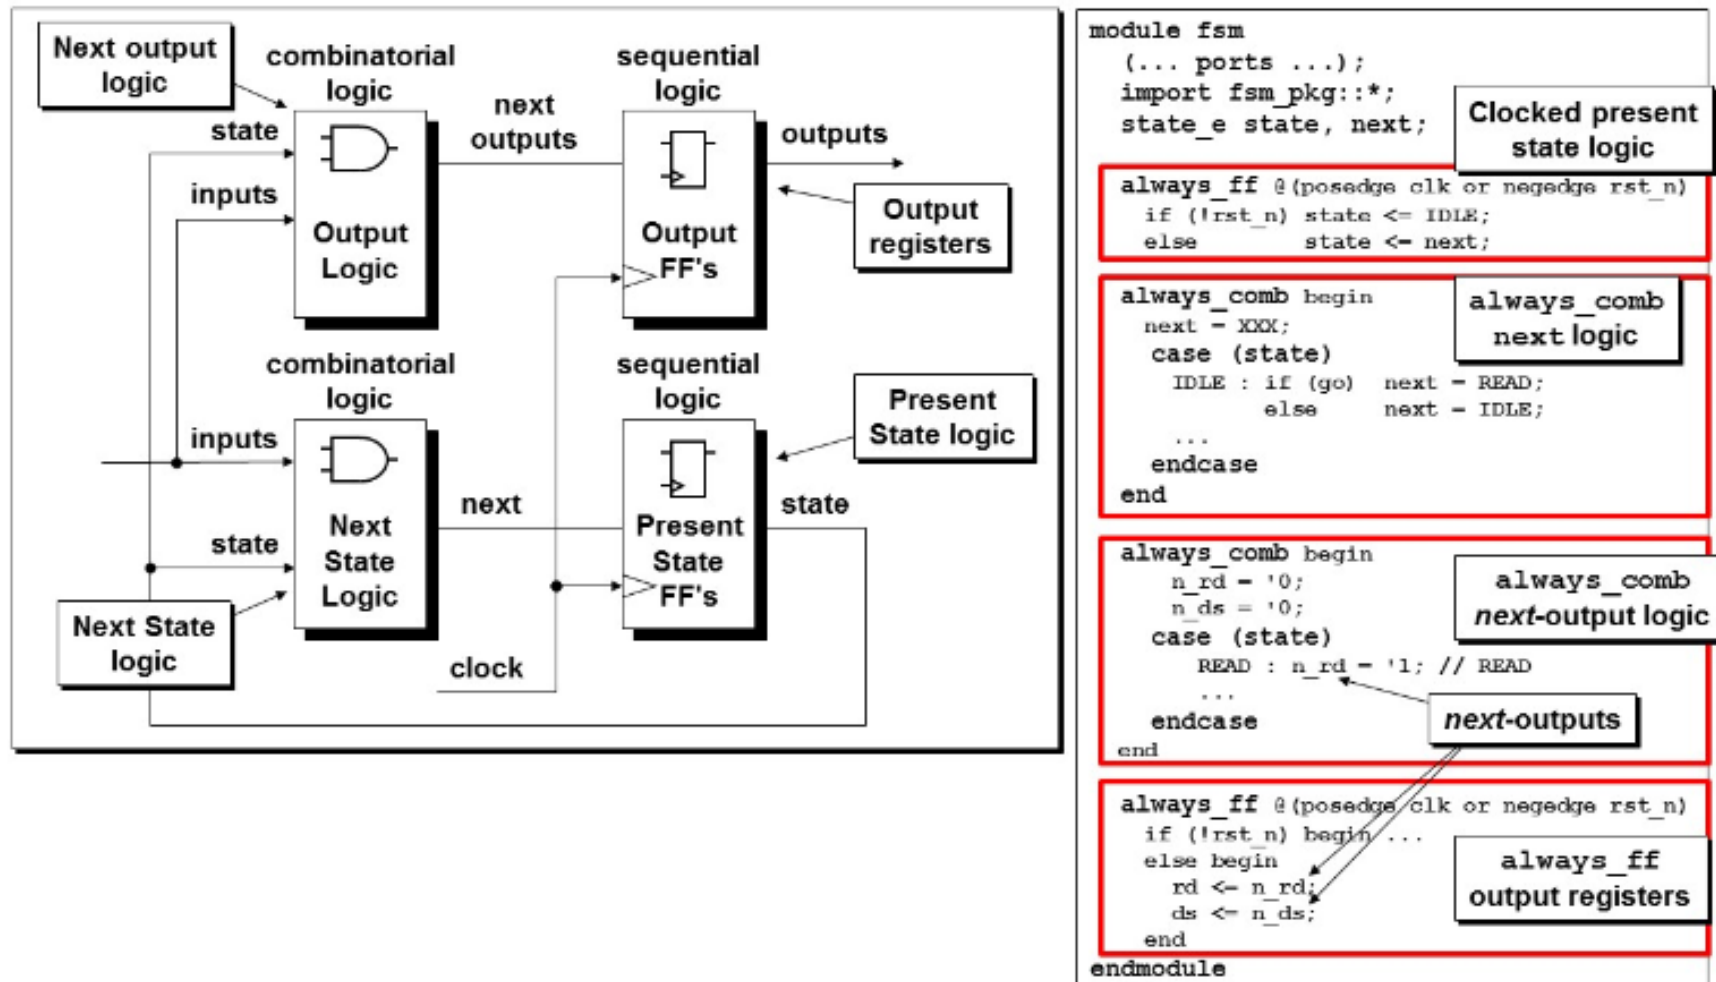 Next output
logic
combinatorial
logic
sequential
logic
state
next
outputs
outputs
inputs
Output
Logic
Output
FF's
Output
registers
combinatorial
logic
sequential
logic
Present
State logic
inputs
next
state
state
Next
State
Logic
Present
State
FF's
Next State
logic
clock
module fsm
(... ports ...);
import fsm_pkg::*;
state_e state, next;
Clocked present
state logic
always_ff @(posedge clk or negedge rst_n)
if (!rst_n) state <= IDLE;
else state <= next;
always_comb begin
next = XXX;
case (state)
IDLE : if (go) next = READ;
else next = IDLE;
...
endcase
end
always_comb
next logic
always_comb begin
n_rd = '0;
n_ds = '0;
case (state)
READ : n_rd = '1; // READ
...
endcase
end
always_comb
next-output logic
next-outputs
always_ff @(posedge clk or negedge rst_n)
if (!rst_n) begin ...
else begin
rd <= n_rd;
ds <= n_ds;
end
always_ff
output registers
endmodule